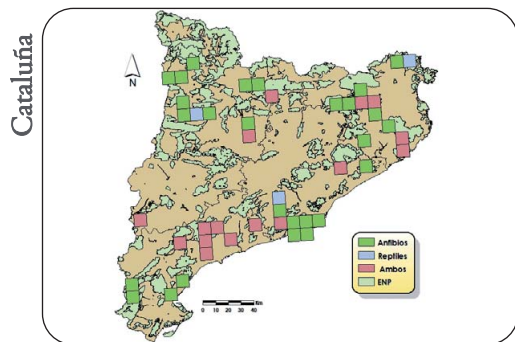 Cataluña
N
Anfibios
Reptiles
Ambos
ENP
0 10 20 30 40
Km